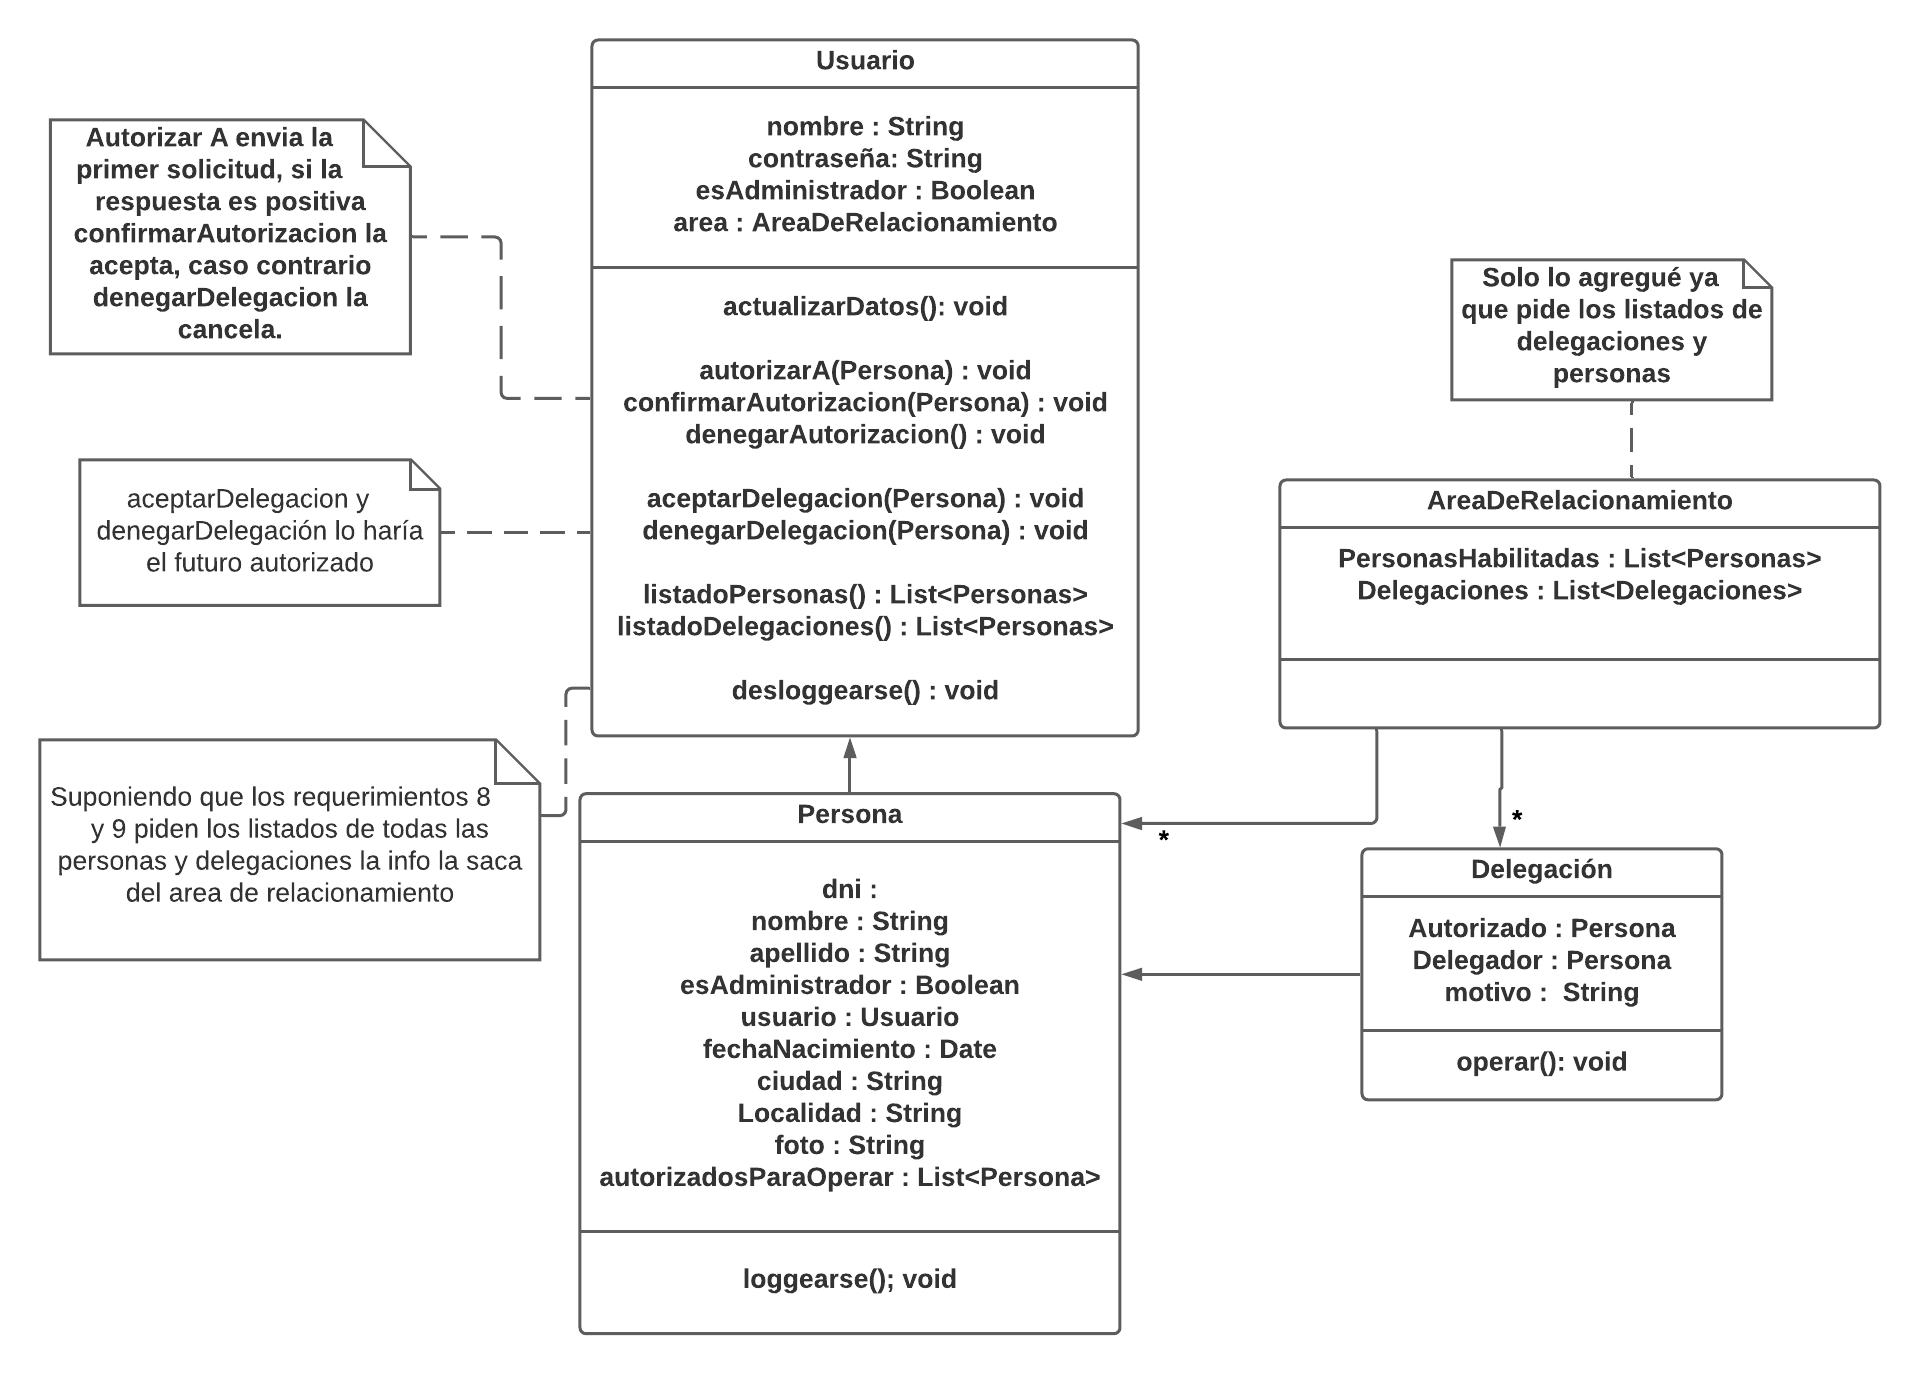 Usuario
nombre : String
contraseña: String
esAdministrador : Boolean
area : AreaDeRelacionamiento
actualizarDatos(): void
autorizarA(Persona) : void
confirmarAutorizacion(Persona) : void
denegarAutorizacion() : void
aceptarDelegacion(Persona) : void
denegarDelegacion(Persona) : void
listadoPersonas() : List<Personas>
listadoDelegaciones() : List<Personas>
desloggearse() : void
Autorizar A envia la
primer solicitud, si la
respuesta es positiva
confirmarAutorizacion la
acepta, caso contrario
denegarDelegacion la
cancela.
aceptarDelegacion y
denegarDelegación lo haría
el futuro autorizado
Suponiendo que los requerimientos 8
y 9 piden los listados de todas las
personas y delegaciones la info la saca
del area de relacionamiento
Solo lo agregué ya
que pide los listados de
delegaciones y
personas
AreaDeRelacionamiento
PersonasHabilitadas : List<Personas>
Delegaciones : List<Delegaciones>
*
*
Persona
dni :
nombre : String
apellido : String
esAdministrador : Boolean
usuario : Usuario
fechaNacimiento : Date
ciudad : String
Localidad : String
foto : String
autorizadosParaOperar : List<Persona>
loggearse(); void
Delegación
Autorizado : Persona
Delegador : Persona
motivo :  String
operar(): void